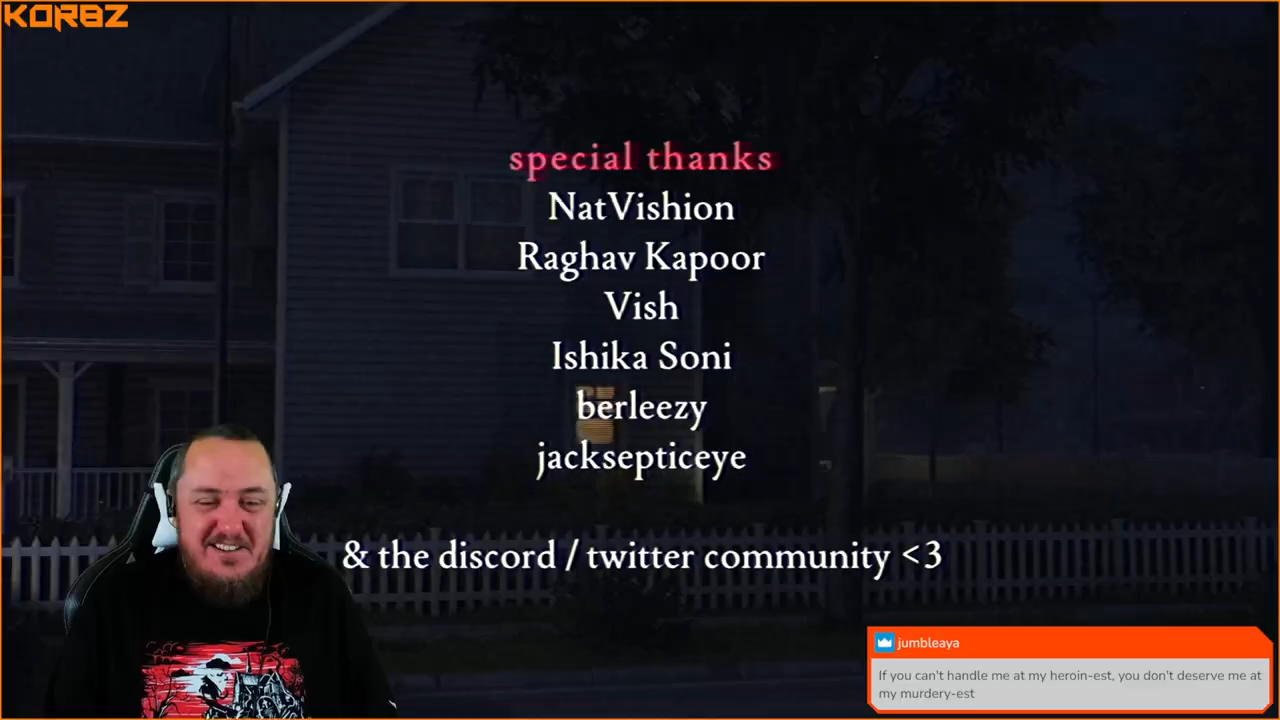 KORBZ
special thanks
NatVishion
Raghav Kapoor
Vish
Ishika Soni
berleezy
jacksepticeye
& the discord / twitter community <3
jumbleaya
If you can't handle me at my heroin-est, you don't deserve me at
my murdery-est